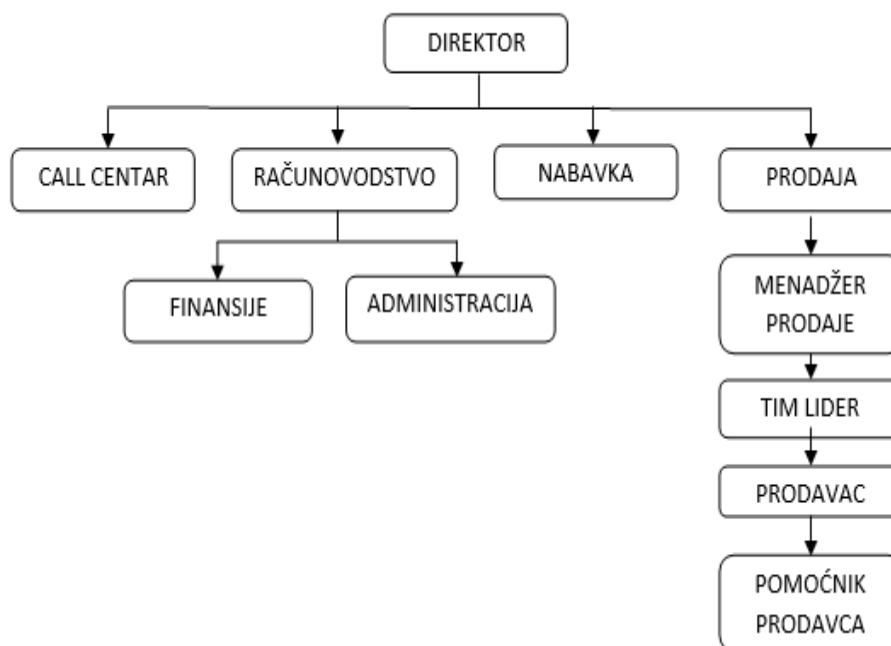 DIREKTOR
CALL CENTAR
RAČUNOVODSTVO
NABAVKA
PRODAJA
FINANSIJE
ADMINISTRACIJA
MENADŽER
PRODAJE
TIM LIDER
PRODAVAC
POMOĆNIK
PRODAVCA